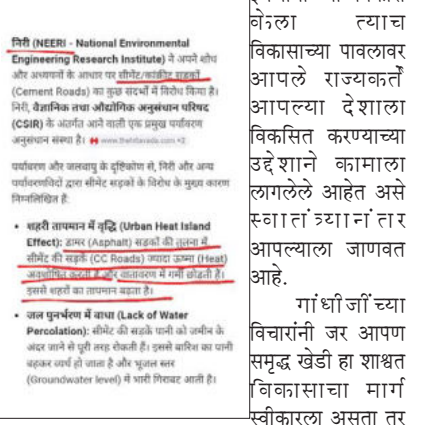 निरी (NEERI - National Environmental
Engineering Research Institute) ने अपने शोध
और अध्ययनों के आधार पर सीमेंट/कांक्रीट सड़कों
(Cement Roads) का कुछ संदर्भों में विरोध किया है।
निरी, वैज्ञानिक तथा औद्योगिक अनुसंधान परिषद
(CSIR) के अंतर्गत आने वाली एक प्रमुख पर्यावरण
अनुसंधान संस्था है। www.thehitavada.com +2
पर्यावरण और जलवायु के दृष्टिकोण से, निरी और अन्य
पर्यावरणविदों द्वारा सीमेंट सड़कों के विरोध के मुख्य कारण
निम्नलिखित हैं:
• शहरी तापमान में वृद्धि (Urban Heat Island
Effect): डामर (Asphalt) सड़कों की तुलना में
सीमेंट की सड़कें (CC Roads) ज्यादा ऊष्मा (Heat)
अवशोषित करती हैं और वातावरण में गर्मी छोड़ती हैं।
इससे शहरों का तापमान बढ़ता है।
• जल पुनर्भरण में बाधा (Lack of Water
Percolation): सीमेंट की सड़कें पानी को जमीन के
अंदर जाने से पूरी तरह रोकती हैं। इससे बारिश का पानी
बहकर व्यर्थ हो जाता है और भूजल स्तर
(Groundwater level) में भारी गिरावट आती है।
केला त्याच
विकासाच्या पावलावर
आपले राज्यकर्ते
आपल्या देशाला
विकसित करण्याच्या
उद्देशाने कामाला
लागलेले आहेत असे
स्वातंत्र्यानंतर
आपल्याला जाणवत
आहे.
गांधीजींच्या
विचारांनी जर आपण
समृद्ध खेडी हा शाश्वत
विकासाचा मार्ग
स्वीकारला असता तर